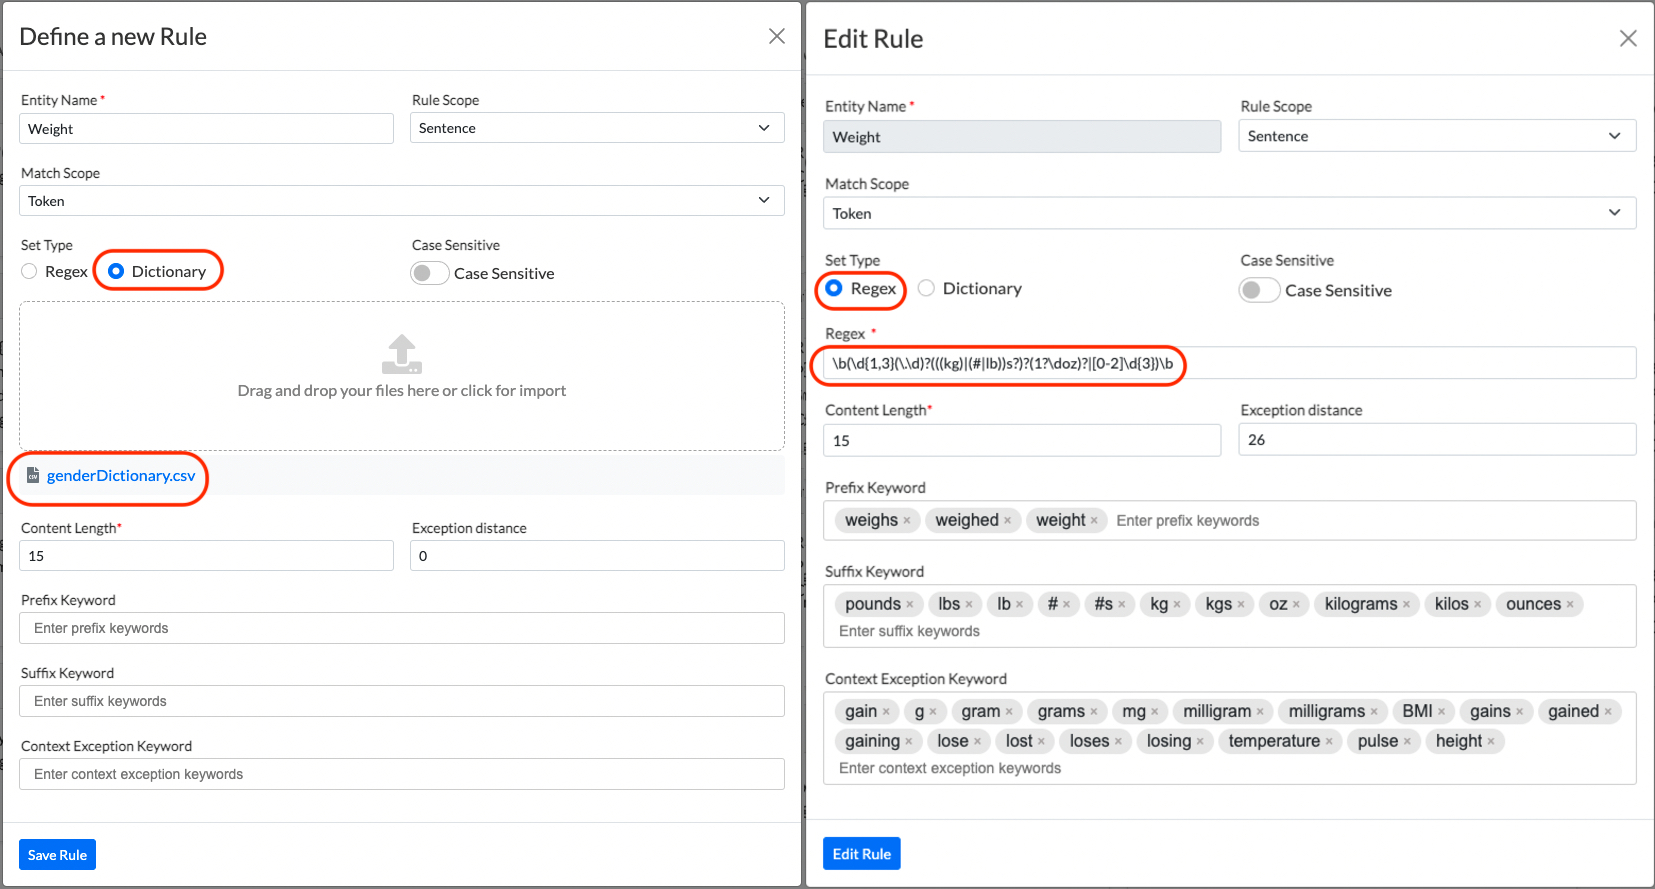 Define a new Rule
Entity Name *
Rule Scope
Weight
Sentence
Match Scope
Token
Set Type
Case Sensitive
Regex
Dictionary
Case Sensitive
Drag and drop your files here or click for import
genderDictionary.csv
Content Length*
Exception distance
15
0
Prefix Keyword
Enter prefix keywords
Suffix Keyword
Enter suffix keywords
Context Exception Keyword
Enter context exception keywords
Save Rule
Edit Rule
Entity Name *
Rule Scope
Weight
Sentence
Match Scope
Token
Set Type
Case Sensitive
Regex
Dictionary
Case Sensitive
Regex *
\b(\d{1,3}(\.\d)?(((kg)|(#|lb))s?)?(1?\doz)?|[0-2]\d{3})\b
Content Length*
Exception distance
15
26
Prefix Keyword
weighs × weighed × weight × Enter prefix keywords
Suffix Keyword
pounds × lbs × lb × # × #s × kg × kgs × oz × kilograms × kilos × ounces ×
Enter suffix keywords
Context Exception Keyword
gain × g × gram × grams × mg × milligram × milligrams × BMI × gains × gained ×
gaining × lose × lost × loses × losing × temperature × pulse × height ×
Enter context exception keywords
Edit Rule